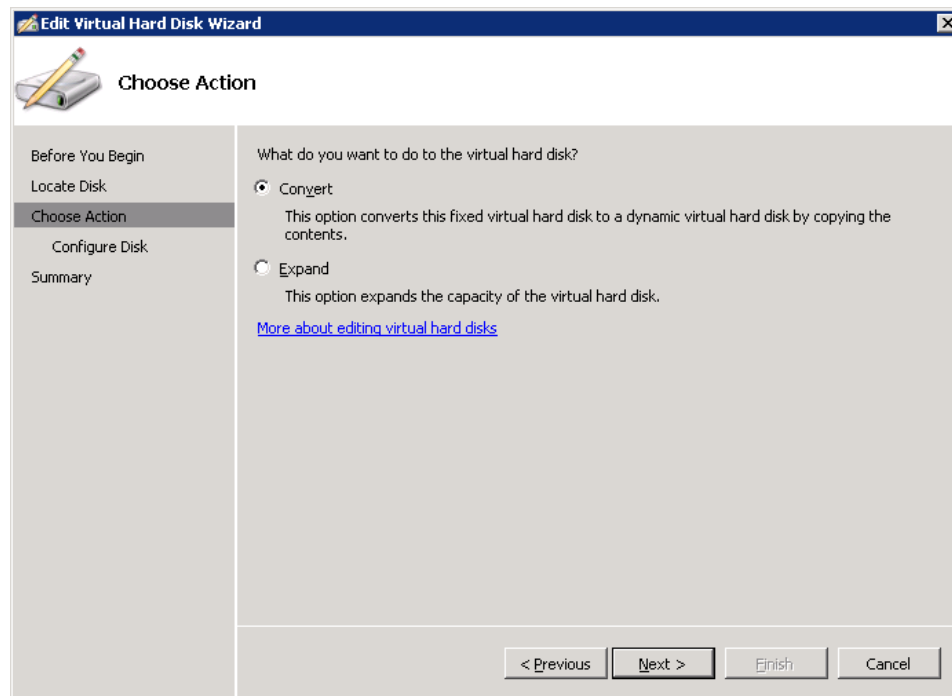 Edit Virtual Hard Disk Wizard
Choose Action
Before You Begin
Locate Disk
Choose Action
Configure Disk
Summary
What do you want to do to the virtual hard disk?
Convert
This option converts this fixed virtual hard disk to a dynamic virtual hard disk by copying the
contents.
Expand
This option expands the capacity of the virtual hard disk.
More about editing virtual hard disks
< Previous
Next >
Finish
Cancel